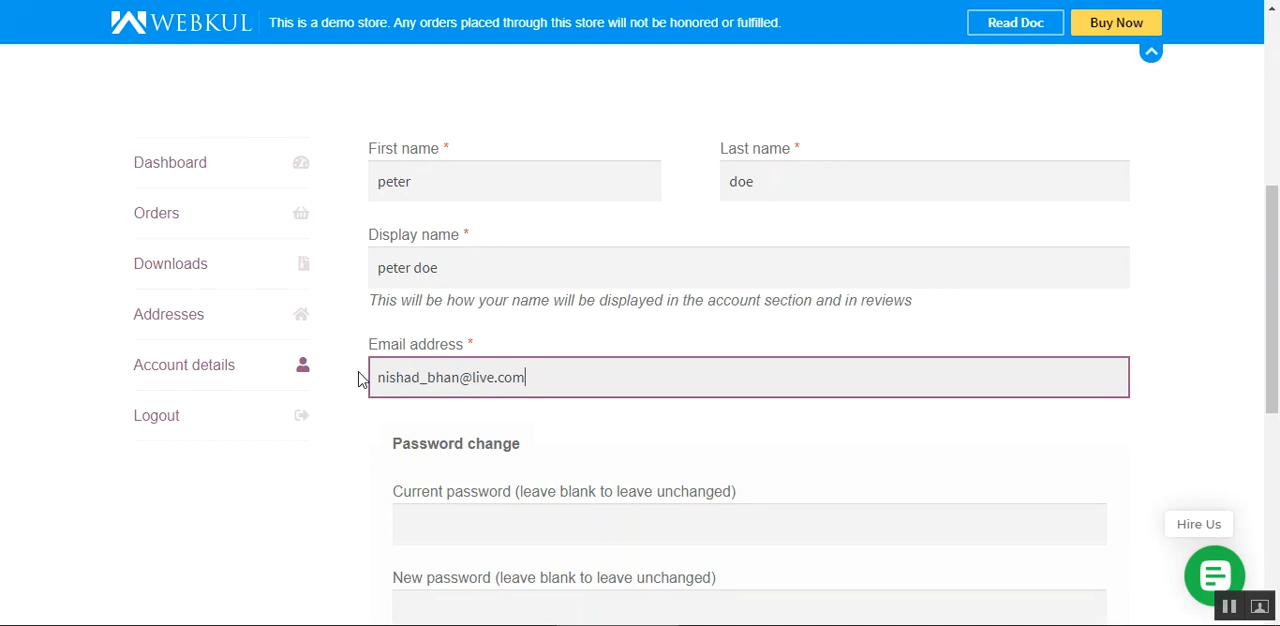 WEBKUL This is a demo store. Any orders placed through this store will not be honored or fulfilled. Read Doc Buy Now
Dashboard
Orders
Downloads
Addresses
Account details
Logout
First name * Last name *
peter doe
Display name *
peter doe
This will be how your name will be displayed in the account section and in reviews
Email address *
nishad_bhan@live.com
Password change
Current password (leave blank to leave unchanged)
New password (leave blank to leave unchanged)
Hire Us